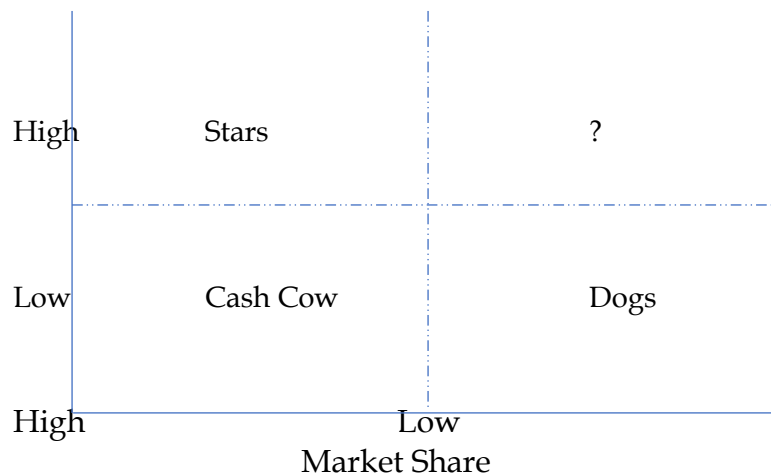 High Stars ?
Low Cash Cow Dogs
High Low
Market Share